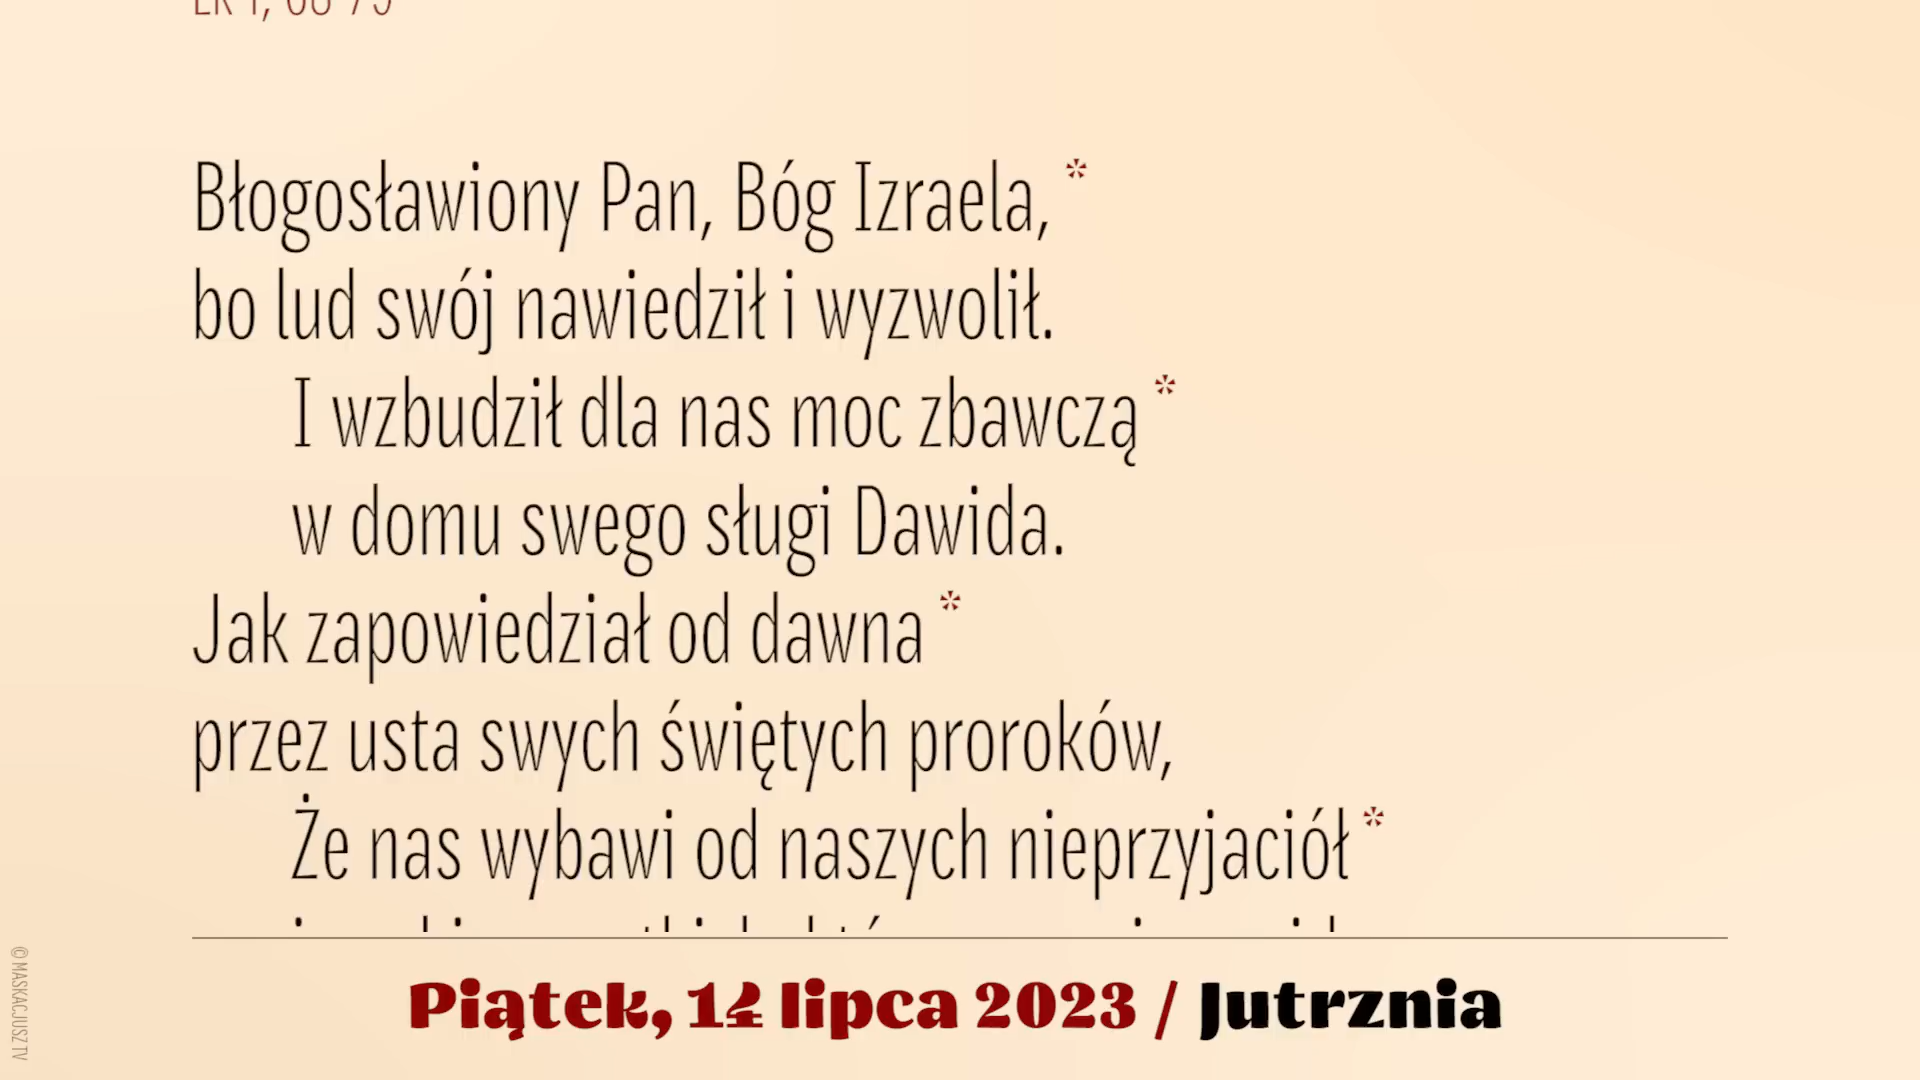 Błogosławiony Pan, Bóg Izraela, *
bo lud swój nawiedził i wyzwolił.
I wzbudził dla nas moc zbawczą *
w domu swego sługi Dawida.
Jak zapowiedział od dawna *
przez usta swych świętych proroków,
Że nas wybawi od naszych nieprzyjaciół *
Piątek, 14 lipca 2023 / Jutrznia
© MASKACJUSZ TV